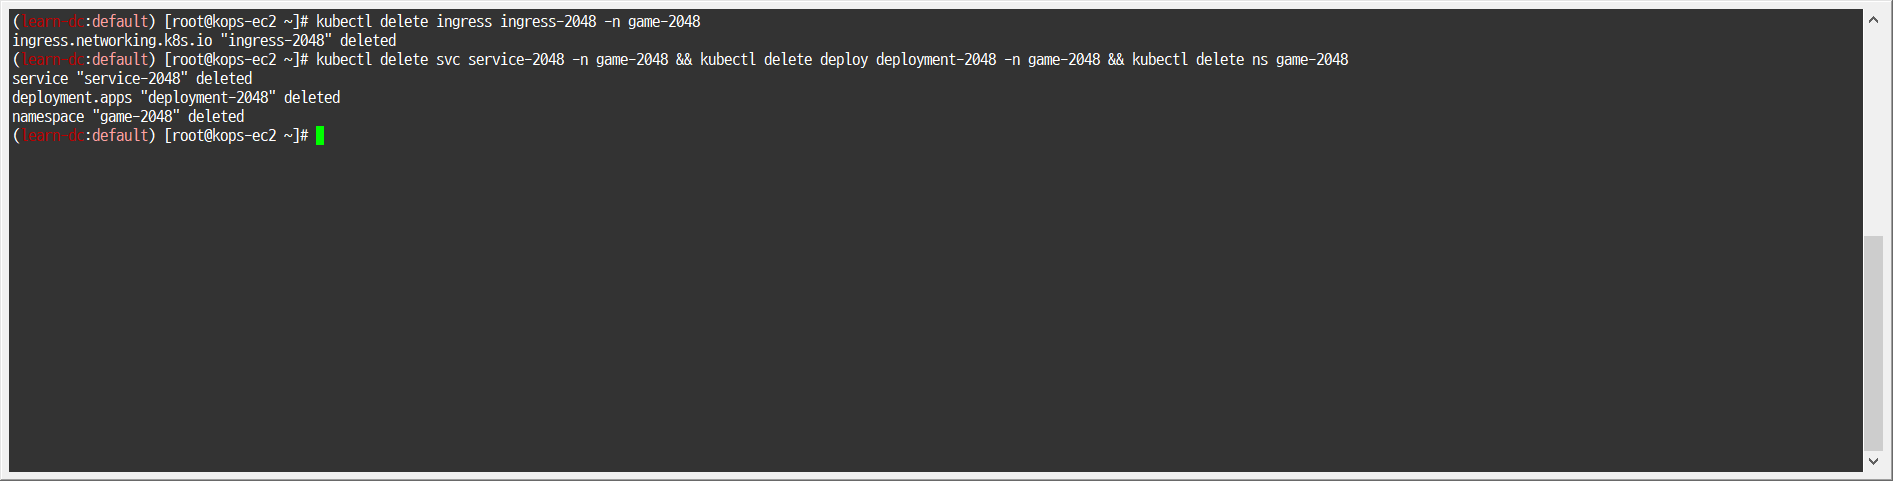 (learn-dc:default) [root@kops-ec2 ~]# kubectl delete ingress ingress-2048 -n game-2048
ingress.networking.k8s.io "ingress-2048" deleted
(learn-dc:default) [root@kops-ec2 ~]# kubectl delete svc service-2048 -n game-2048 && kubectl delete deploy deployment-2048 -n game-2048 && kubectl delete ns game-2048
service "service-2048" deleted
deployment.apps "deployment-2048" deleted
namespace "game-2048" deleted
(learn-dc:default) [root@kops-ec2 ~]#